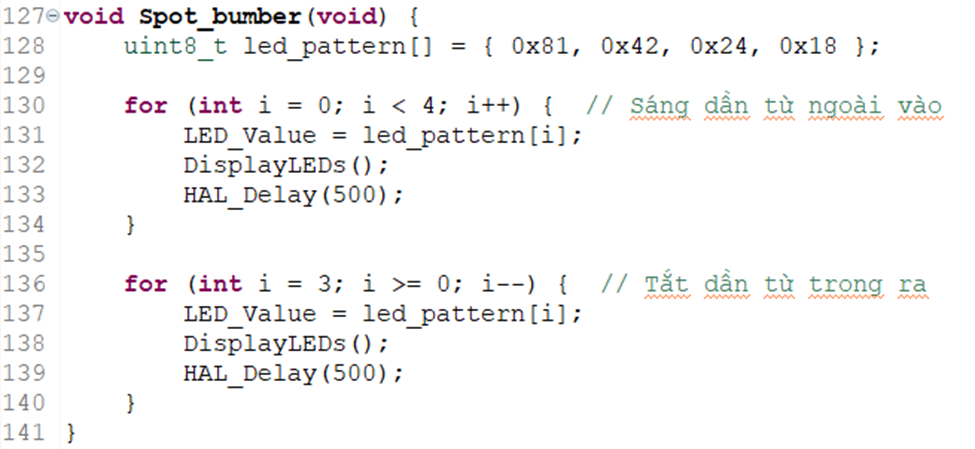 127 void Spot_bumber(void) {
128     uint8_t led_pattern[] = { 0x81, 0x42, 0x24, 0x18 };
129
130     for (int i = 0; i < 4; i++) {  // Sáng dần từ ngoài vào
131         LED_Value = led_pattern[i];
132         DisplayLEDs();
133         HAL_Delay(500);
134     }
135
136     for (int i = 3; i >= 0; i--) {  // Tắt dần từ trong ra
137         LED_Value = led_pattern[i];
138         DisplayLEDs();
139         HAL_Delay(500);
140     }
141 }